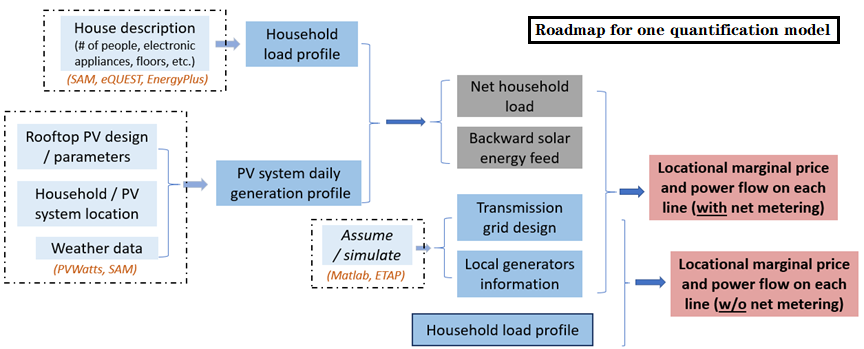 Roadmap for one quantification model
House description
(# of people, electronic
appliances, floors, etc.)
(SAM, eQUEST, EnergyPlus)
Household
load profile
Rooftop PV design
/ parameters
Household / PV
system location
Weather data
(PVWatts, SAM)
PV system daily
generation profile
Net household
load
Backward solar
energy feed
Assume
/ simulate
(Matlab, ETAP)
Transmission
grid design
Local generators
information
Household load profile
Locational marginal price
and power flow on each
line (with net metering)
Locational marginal price
and power flow on each
line (w/o net metering)